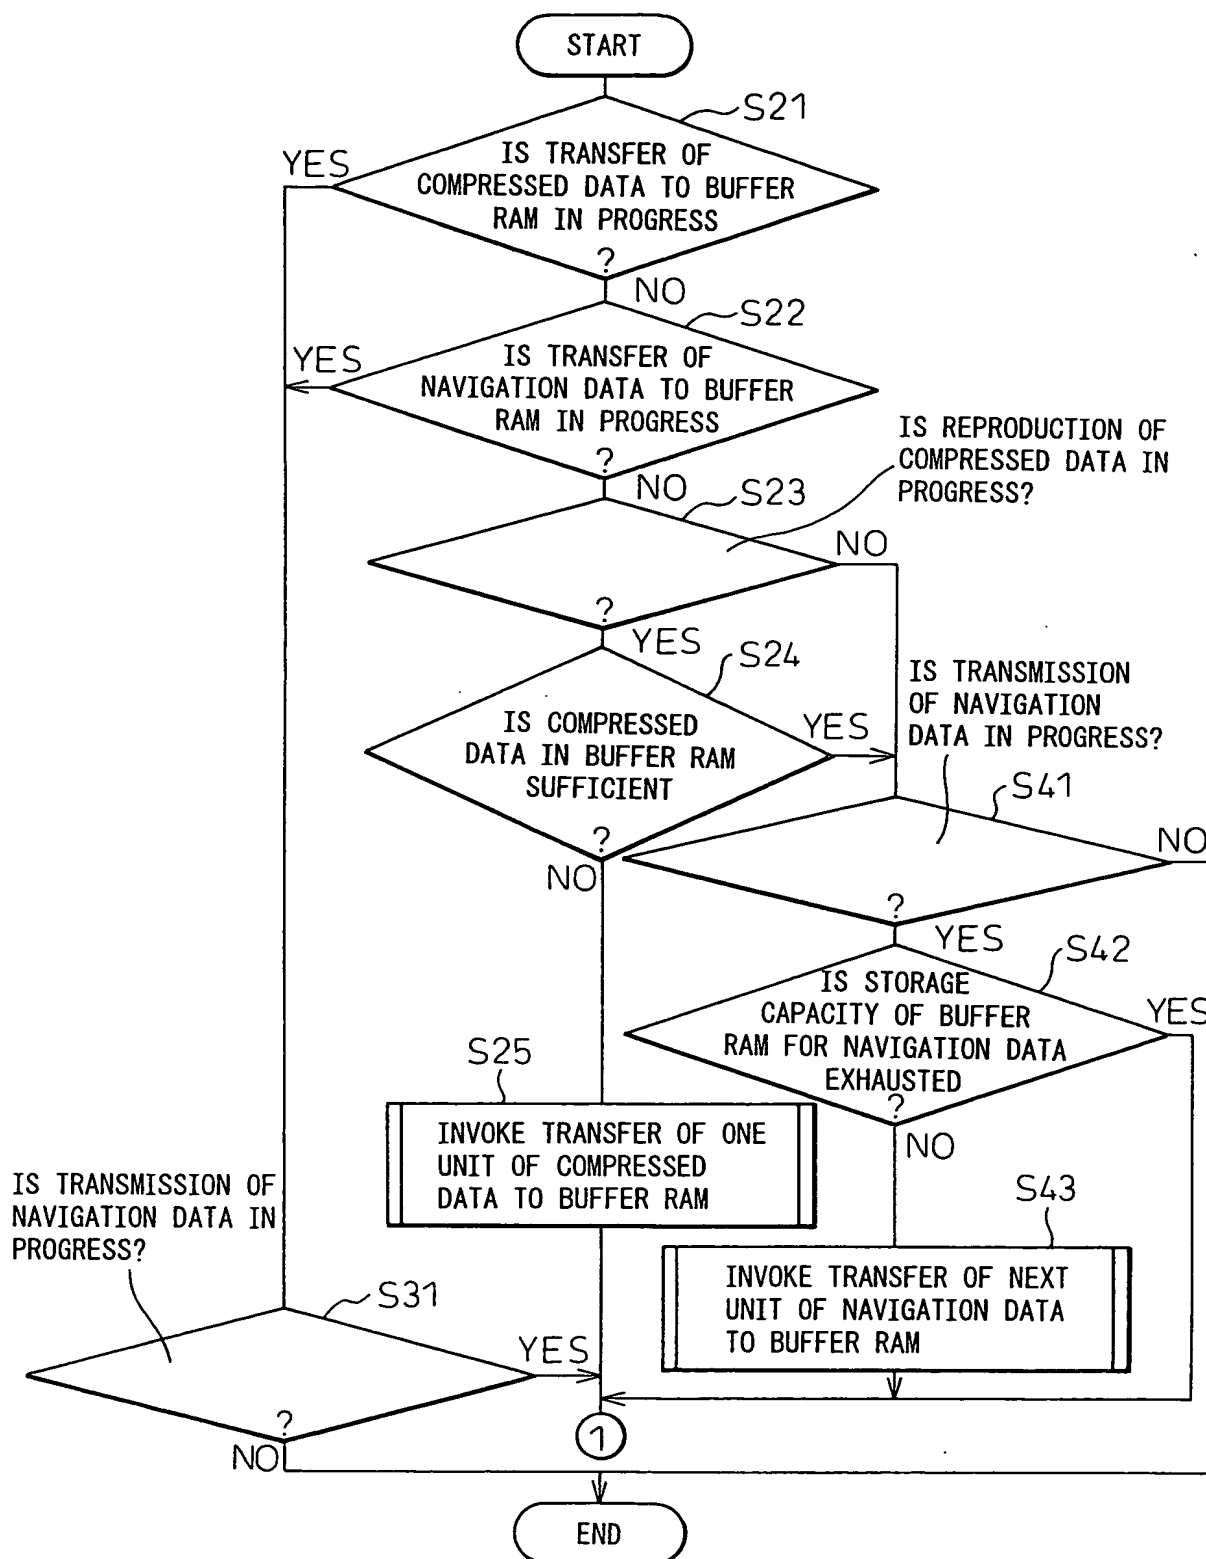 START
S21
YES
IS TRANSFER OF
COMPRESSED DATA TO BUFFER
RAM IN PROGRESS
?
NO
S22
YES
IS TRANSFER OF
NAVIGATION DATA TO BUFFER
RAM IN PROGRESS
?
NO
IS REPRODUCTION OF
COMPRESSED DATA IN
PROGRESS?
S23
NO
?
YES
S24
IS COMPRESSED
DATA IN BUFFER RAM
SUFFICIENT
?
YES
NO
IS TRANSMISSION
OF NAVIGATION
DATA IN PROGRESS?
S41
NO
?
YES
S42
IS STORAGE
CAPACITY OF BUFFER
RAM FOR NAVIGATION DATA
EXHAUSTED
?
YES
NO
S25
INVOKE TRANSFER OF ONE
UNIT OF COMPRESSED
DATA TO BUFFER RAM
S43
INVOKE TRANSFER OF NEXT
UNIT OF NAVIGATION DATA
TO BUFFER RAM
IS TRANSMISSION OF
NAVIGATION DATA IN
PROGRESS?
S31
YES
?
NO
1
END